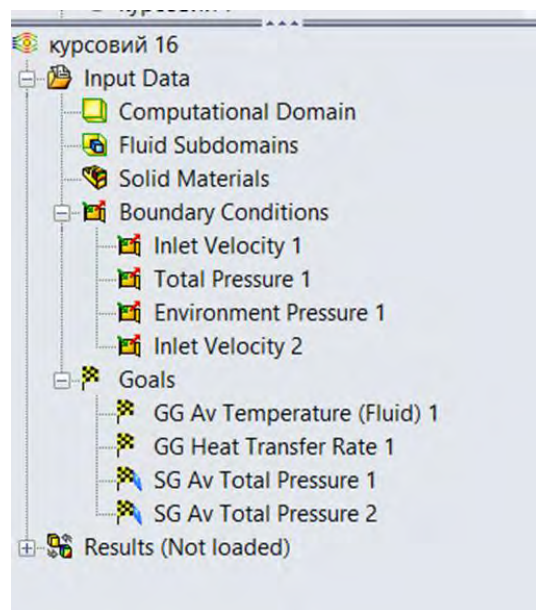 курсовий 16
Input Data
Computational Domain
Fluid Subdomains
Solid Materials
Boundary Conditions
Inlet Velocity 1
Total Pressure 1
Environment Pressure 1
Inlet Velocity 2
Goals
GG Av Temperature (Fluid) 1
GG Heat Transfer Rate 1
SG Av Total Pressure 1
SG Av Total Pressure 2
Results (Not loaded)